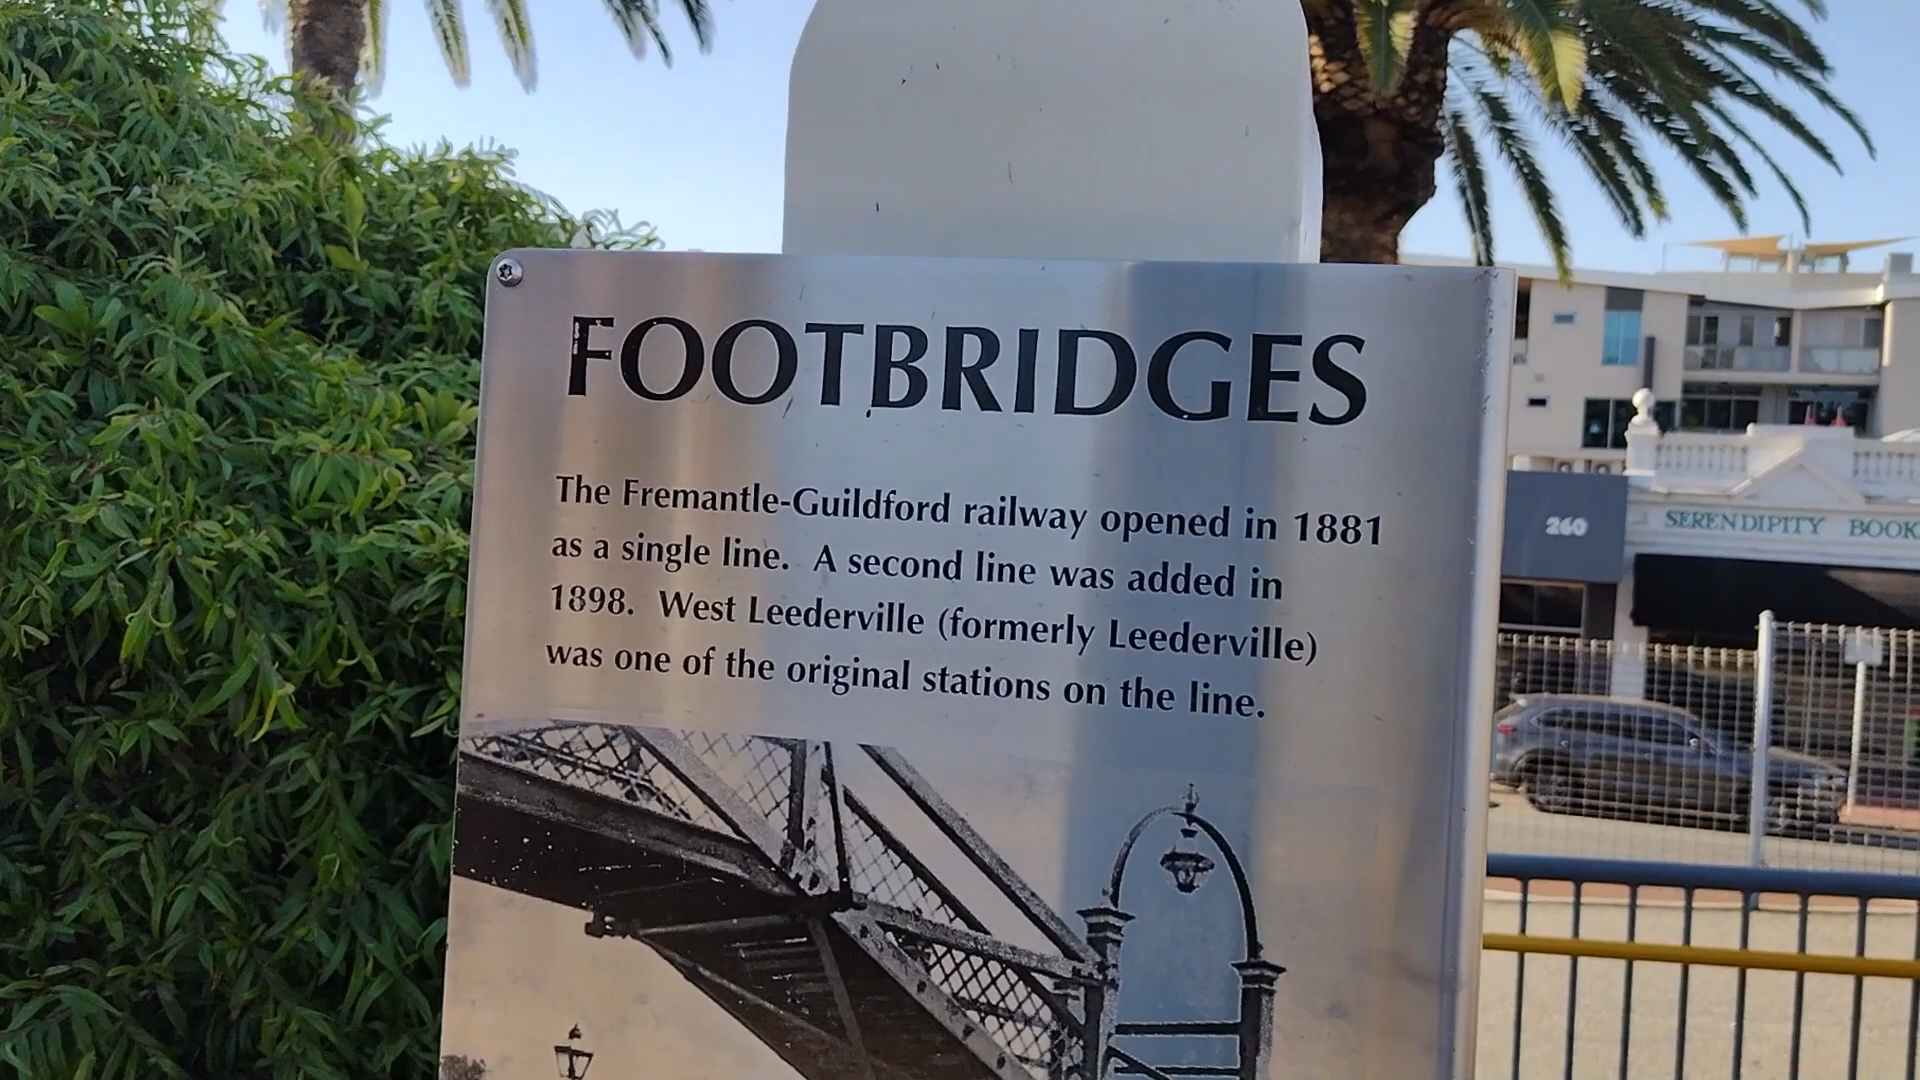 FOOTBRIDGES
The Fremantle-Guildford railway opened in 1881
as a single line. A second line was added in
1898. West Leederville (formerly Leederville)
was one of the original stations on the line.
260
SERENDIPITY BOOK